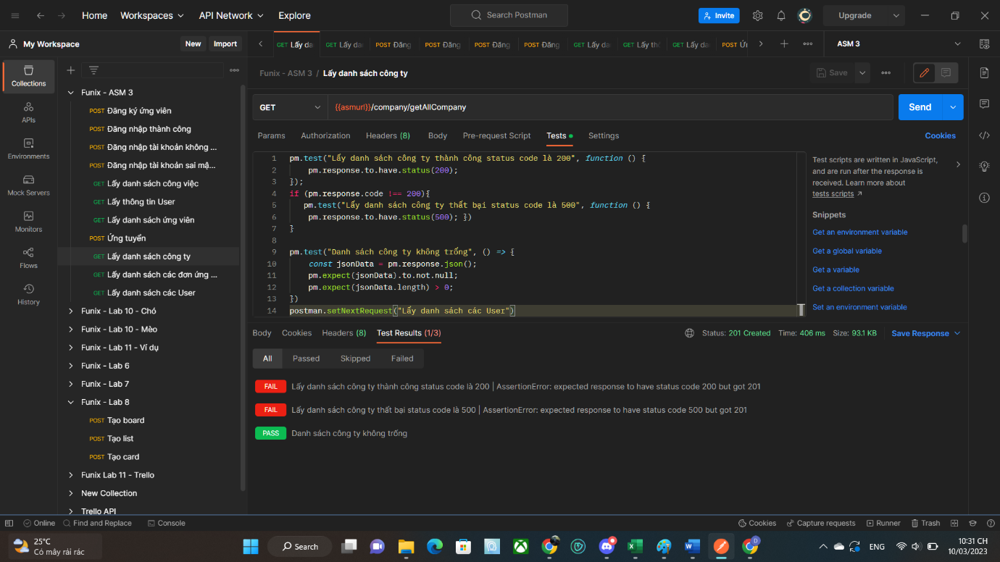 Home
Workspaces
API Network
Explore
Search Postman
Invite
Upgrade
My Workspace
New
Import
GET Lấy da
GET Lấy da
POST Đăng
POST Đăng
POST Đăng
POST Đăng
GET Lấy da
GET Lấy th
GET Lấy da
POST Ứ
ASM 3
Collections
APIs
Environments
Mock Servers
Monitors
Flows
History
Funix - ASM 3
POST Đăng ký ứng viên
POST Đăng nhập thành công
POST Đăng nhập tài khoản không ...
POST Đăng nhập tài khoản sai mậ...
GET Lấy danh sách công việc
GET Lấy thông tin User
GET Lấy danh sách ứng viên
POST Ứng tuyển
GET Lấy danh sách công ty
GET Lấy danh sách các đơn ứng ...
GET Lấy danh sách các User
Funix - Lab 10 - Chó
Funix - Lab 10 - Mèo
Funix - Lab 11 - Ví dụ
Funix - Lab 6
Funix - Lab 7
Funix - Lab 8
POST Tạo board
POST Tạo list
POST Tạo card
Funix Lab 11 - Trello
New Collection
Trello API
Funix - ASM 3 / Lấy danh sách công ty
Save
GET
{{asmurl}}/company/getAllCompany
Send
Params
Authorization
Headers (8)
Body
Pre-request Script
Tests
Settings
Cookies
1 pm.test("Lấy danh sách công ty thành công status code là 200", function () {
2 pm.response.to.have.status(200);
3 });
4 if (pm.response.code !== 200){
5 pm.test("Lấy danh sách công ty thất bại status code là 500", function () {
6 pm.response.to.have.status(500); })
7 }
8
9 pm.test("Danh sách công ty không trống", () => {
10 const jsonData = pm.response.json();
11 pm.expect(jsonData).to.not.null;
12 pm.expect(jsonData.length) > 0;
13 })
14 postman.setNextRequest("Lấy danh sách các User")
Test scripts are written in JavaScript,
and are run after the response is
received. Learn more about
tests scripts
Snippets
Get an environment variable
Get a global variable
Get a variable
Get a collection variable
Set an environment variable
Body
Cookies
Headers (8)
Test Results (1/3)
Status: 201 Created
Time: 406 ms
Size: 93.1 KB
Save Response
All
Passed
Skipped
Failed
FAIL Lấy danh sách công ty thành công status code là 200 | AssertionError: expected response to have status code 200 but got 201
FAIL Lấy danh sách công ty thất bại status code là 500 | AssertionError: expected response to have status code 500 but got 201
PASS Danh sách công ty không trống
Online
Find and Replace
Console
Cookies
Capture requests
Runner
Trash
25°C
Có mây rải rác
Search
ENG
10:31 CH
10/03/2023